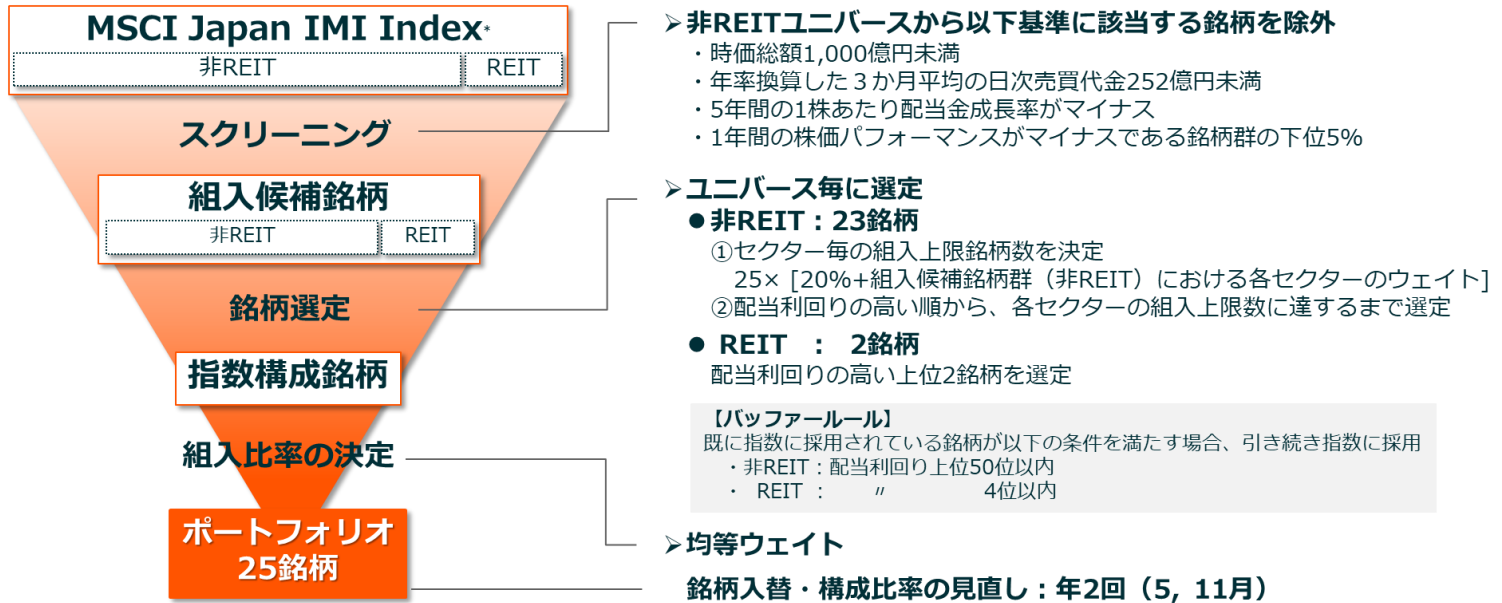 MSCI Japan IMI Index*
非REIT
REIT
スクリーニング
組入候補銘柄
非REIT
REIT
銘柄選定
指数構成銘柄
組入比率の決定
ポートフォリオ
25銘柄
➢非REITユニバースから以下基準に該当する銘柄を除外
・時価総額1,000億円未満
・年率換算した３か月平均の日次売買代金252億円未満
・5年間の1株あたり配当金成長率がマイナス
・1年間の株価パフォーマンスがマイナスである銘柄群の下位5%
➢ユニバース毎に選定
●非REIT：23銘柄
①セクター毎の組入上限銘柄数を決定
25× [20%+組入候補銘柄群（非REIT）における各セクターのウェイト]
②配当利回りの高い順から、各セクターの組入上限数に達するまで選定
● REIT ： 2銘柄
配当利回りの高い上位2銘柄を選定
【バッファールール】
既に指数に採用されている銘柄が以下の条件を満たす場合、引き続き指数に採用
・非REIT：配当利回り上位50位以内
・ REIT ： 〃 4位以内
➢均等ウェイト
銘柄入替・構成比率の見直し：年2回（5, 11月）